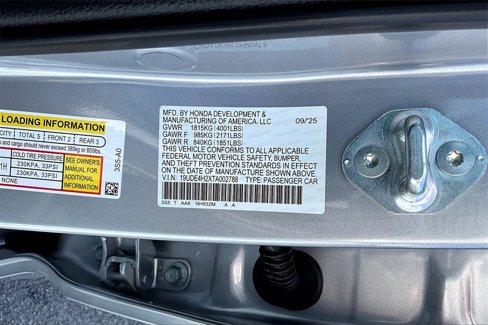 LOADING INFORMATION
CITY TOTAL 5 FRONT 2 REAR 3
and cargo should never exceed 385kg or 850lbs.
COLD TIRE PRESSURE
SEE OWNER'S MANUAL FOR ADDITIONAL INFORMATION
230KPA, 33PSI
230KPA, 33PSI
NONE
3S5-A0
MFD. BY HONDA DEVELOPMENT &
MANUFACTURING OF AMERICA, LLC 09/25
GVWR 1815KG(4001LBS)
GAWR F 985KG(2171LBS)
GAWR R 840KG(1851LBS)
THIS VEHICLE CONFORMS TO ALL APPLICABLE
FEDERAL MOTOR VEHICLE SAFETY, BUMPER,
AND THEFT PREVENTION STANDARDS IN EFFECT
ON THE DATE OF MANUFACTURE SHOWN ABOVE.
V.I.N. 19UDE4H2XTA002788 TYPE PASSENGER CAR
3S5 T AA6 NH932M A A